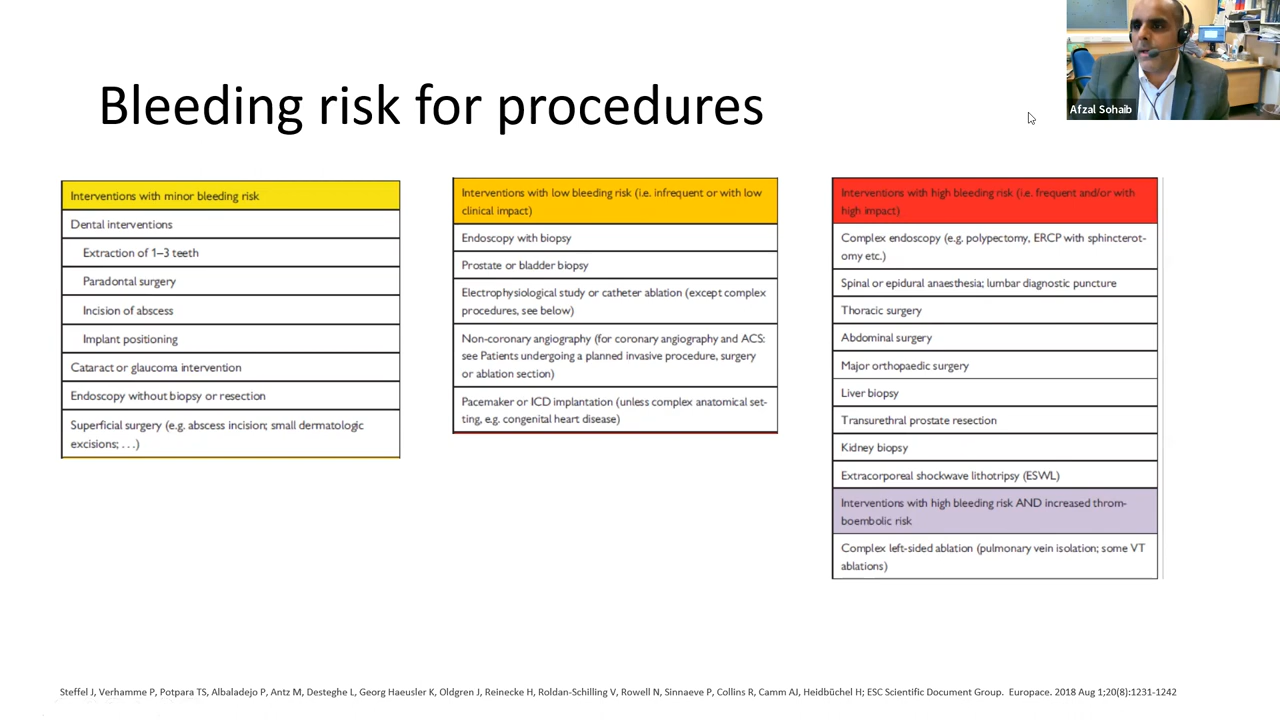 Bleeding risk for procedures
Afzal Sohaib
Interventions with minor bleeding risk
Dental interventions
Extraction of 1–3 teeth
Paradontal surgery
Incision of abscess
Implant positioning
Cataract or glaucoma intervention
Endoscopy without biopsy or resection
Superficial surgery (e.g. abscess incision; small dermatologic
excisions; . . .)
Interventions with low bleeding risk (i.e. infrequent or with low
clinical impact)
Endoscopy with biopsy
Prostate or bladder biopsy
Electrophysiological study or catheter ablation (except complex
procedures, see below)
Non-coronary angiography (for coronary angiography and ACS:
see Patients undergoing a planned invasive procedure, surgery
or ablation section)
Pacemaker or ICD implantation (unless complex anatomical set-
ting, e.g. congenital heart disease)
Interventions with high bleeding risk (i.e. frequent and/or with
high impact)
Complex endoscopy (e.g. polypectomy, ERCP with sphincterot-
omy etc.)
Spinal or epidural anaesthesia; lumbar diagnostic puncture
Thoracic surgery
Abdominal surgery
Major orthopaedic surgery
Liver biopsy
Transurethral prostate resection
Kidney biopsy
Extracorporeal shockwave lithotripsy (ESWL)
Interventions with high bleeding risk AND increased throm-
boembolic risk
Complex left-sided ablation (pulmonary vein isolation; some VT
ablations)
Steffel J, Verhamme P, Potpara TS, Albaladejo P, Antz M, Desteghe L, Georg Haeusler K, Oldgren J, Reinecke H, Roldan-Schilling V, Rowell N, Sinnaeve P, Collins R, Camm AJ, Heidbüchel H; ESC Scientific Document Group. Europace. 2018 Aug 1;20(8):1231-1242